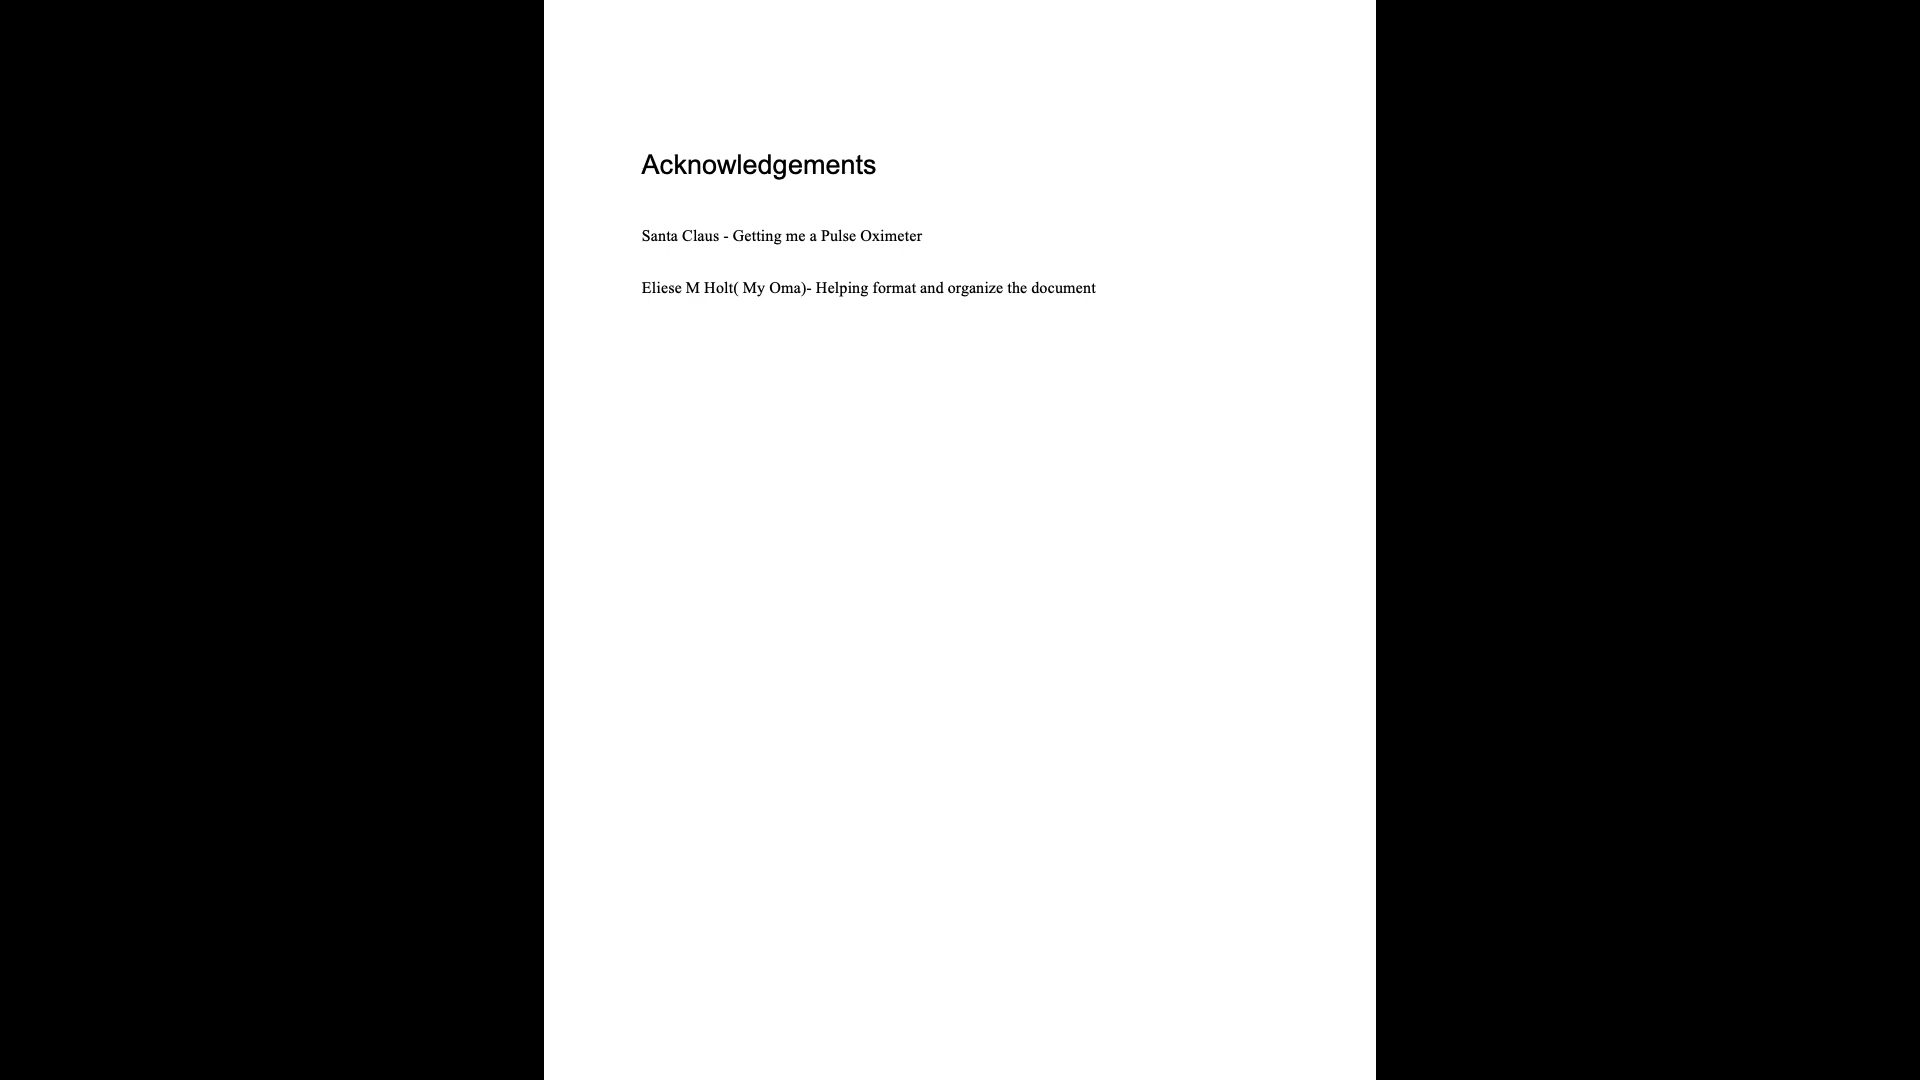 Acknowledgements
Santa Claus - Getting me a Pulse Oximeter
Eliese M Holt( My Oma)- Helping format and organize the document